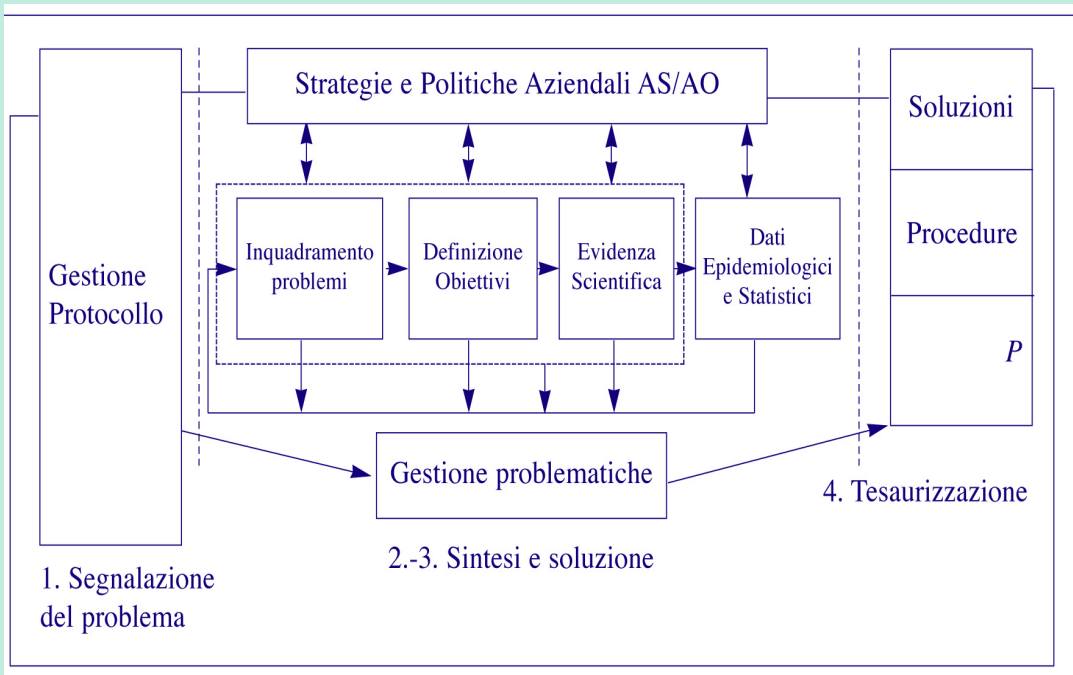 Strategie e Politiche Aziendali AS/AO
Gestione
Protocollo
Inquadramento
problemi
Definizione
Obiettivi
Evidenza
Scientifica
Dati
Epidemiologici
e Statistici
Soluzioni
Procedure
P
Gestione problematiche
1. Segnalazione
del problema
2.-3. Sintesi e soluzione
4. Tesaurizzazione